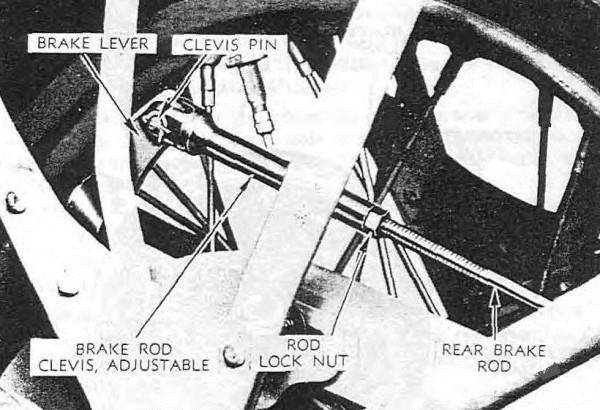 BRAKE LEVER
CLEVIS PIN
BRAKE ROD
CLEVIS, ADJUSTABLE
ROD
LOCK NUT
REAR BRAKE
ROD